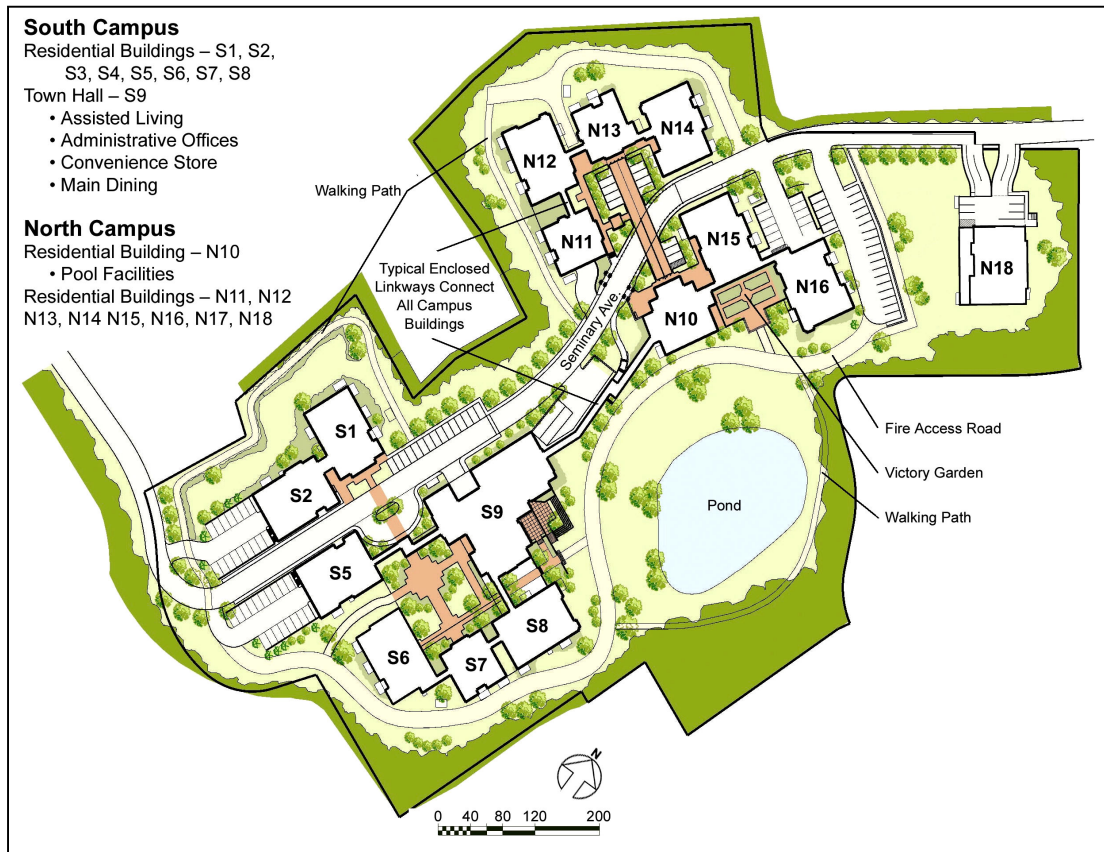 South Campus
Residential Buildings – S1, S2,
S3, S4, S5, S6, S7, S8
Town Hall – S9
• Assisted Living
• Administrative Offices
• Convenience Store
• Main Dining
North Campus
Residential Building – N10
• Pool Facilities
Residential Buildings – N11, N12
N13, N14 N15, N16, N17, N18
Walking Path
Typical Enclosed
Linkways Connect
All Campus
Buildings
N13
N14
N12
N11
N15
N16
N18
N10
Seminary Ave.
S1
S2
S9
S5
S8
S6
S7
Pond
Fire Access Road
Victory Garden
Walking Path
N
0 40 80 120 200